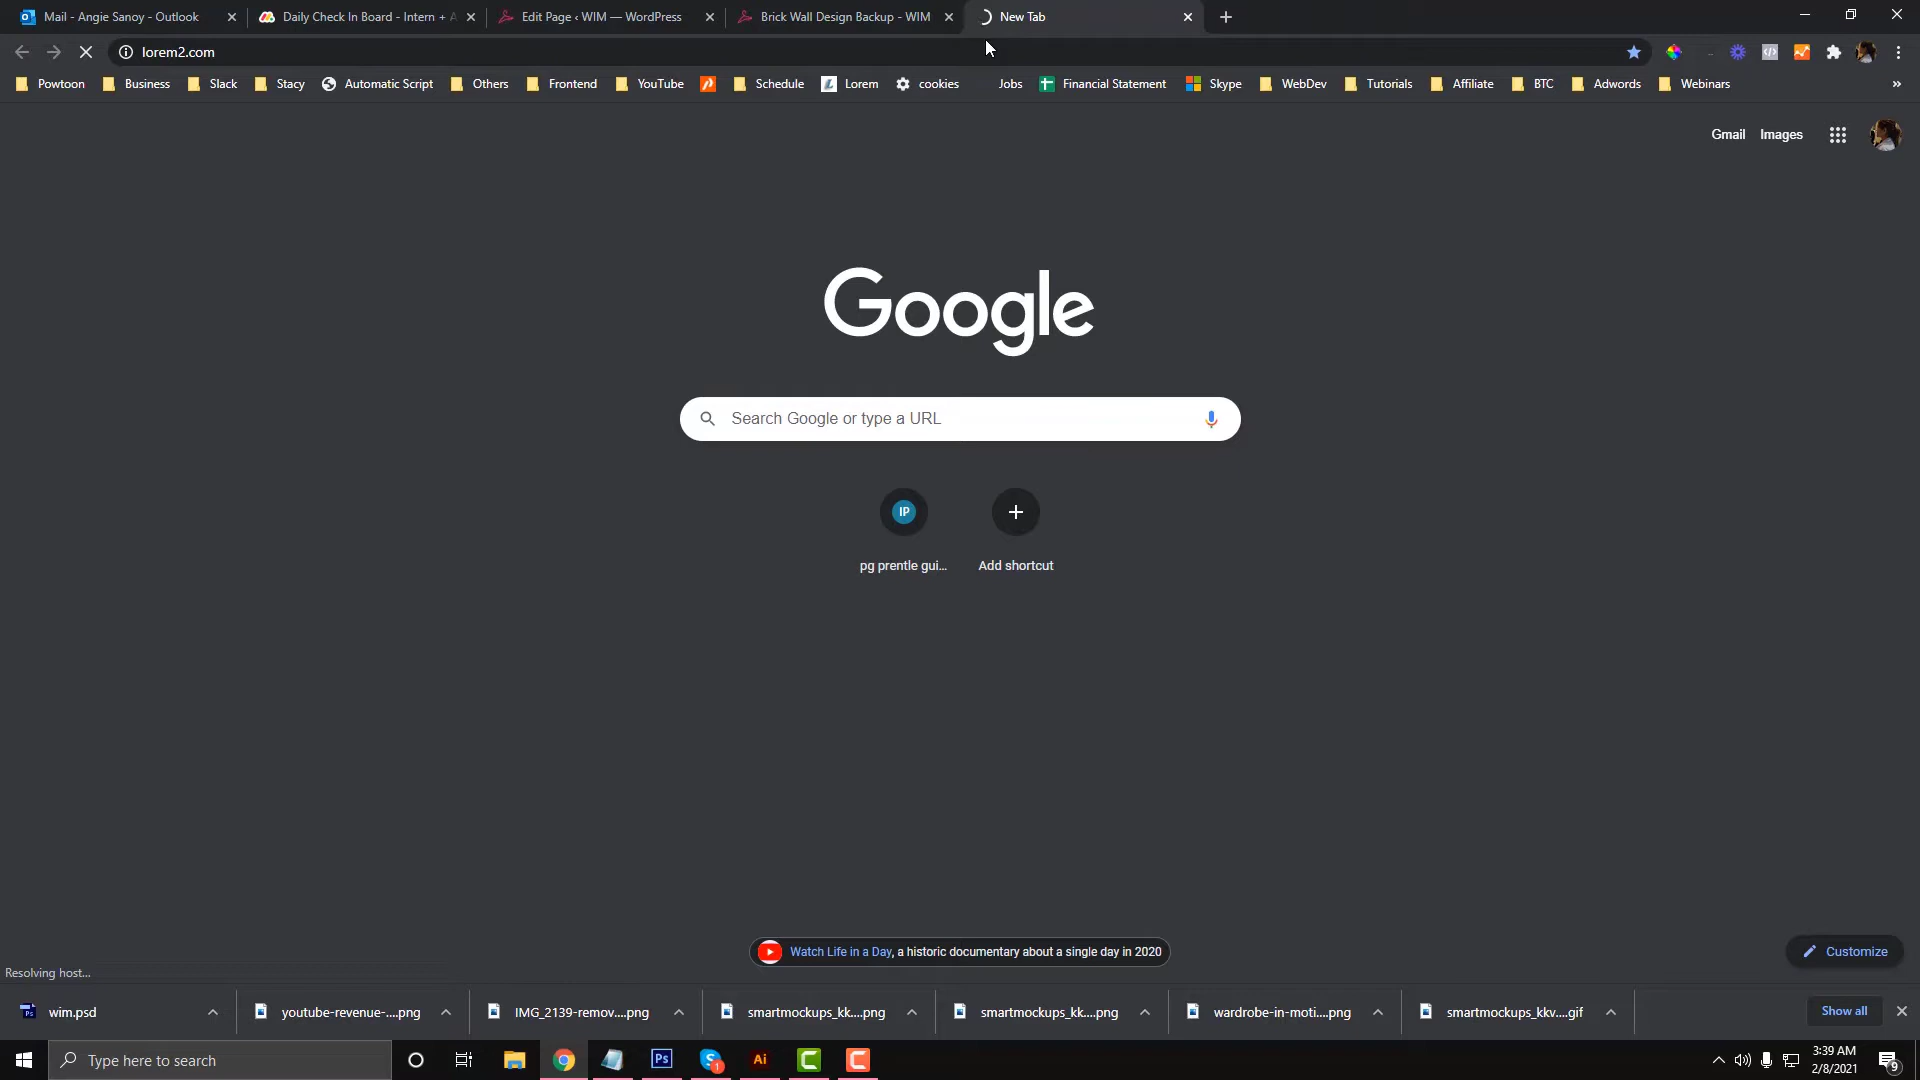 Mail - Angie Sanoy - Outlook
Daily Check In Board - Intern + A
Edit Page ‹ WIM — WordPress
Brick Wall Design Backup - WIM
New Tab
lorem2.com
Powtoon
Business
Slack
Stacy
Automatic Script
Others
Frontend
YouTube
Schedule
Lorem
cookies
Jobs
Financial Statement
Skype
WebDev
Tutorials
Affiliate
BTC
Adwords
Webinars
»
Gmail
Images
Google
Search Google or type a URL
IP
pg prentle gui...
Add shortcut
Watch Life in a Day, a historic documentary about a single day in 2020
Customize
Resolving host...
wim.psd
youtube-revenue-....png
IMG_2139-remov....png
smartmockups_kk....png
smartmockups_kk....png
wardrobe-in-moti....png
smartmockups_kkv....gif
Show all
Type here to search
Ps
S
1
Ai
C
C
3:39 AM
2/8/2021
9